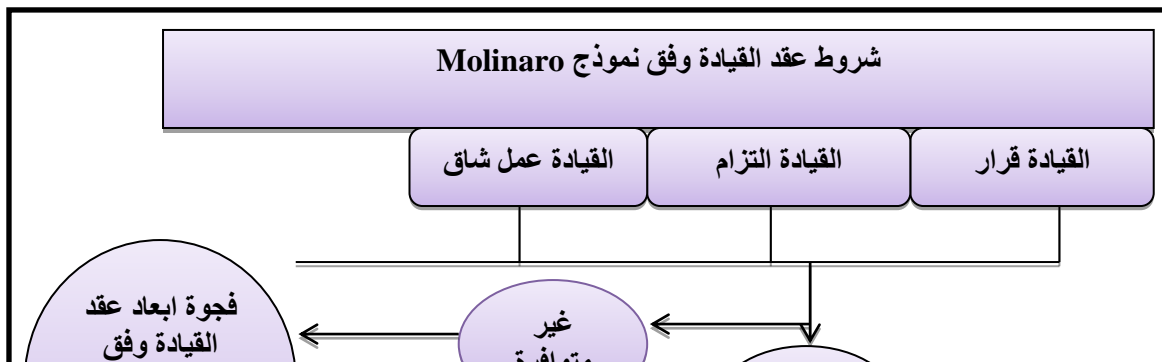 شروط عقد القيادة وفق نموذج Molinaro
القيادة قرار
القيادة التزام
القيادة عمل شاق
غير
فجوة ابعاد عقد
القيادة وفق